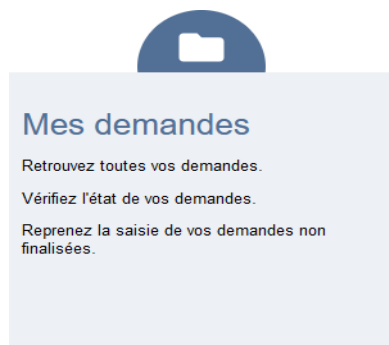 Mes demandes
Retrouvez toutes vos demandes.
Vérifiez l'état de vos demandes.
Reprenez la saisie de vos demandes non
finalisées.